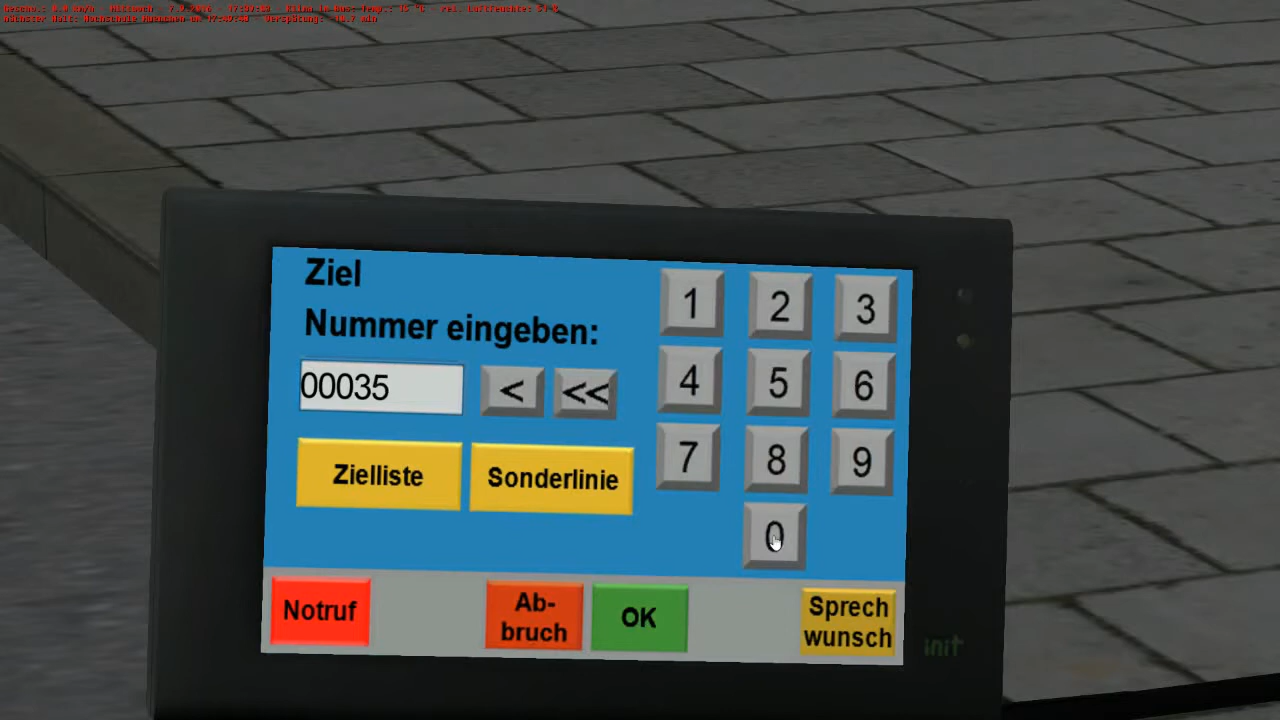 Ziel
Nummer eingeben:
00035
<
<<
1
2
3
4
5
6
7
8
9
0
Zielliste
Sonderlinie
Notruf
Ab-
bruch
OK
Sprech
wunsch
init